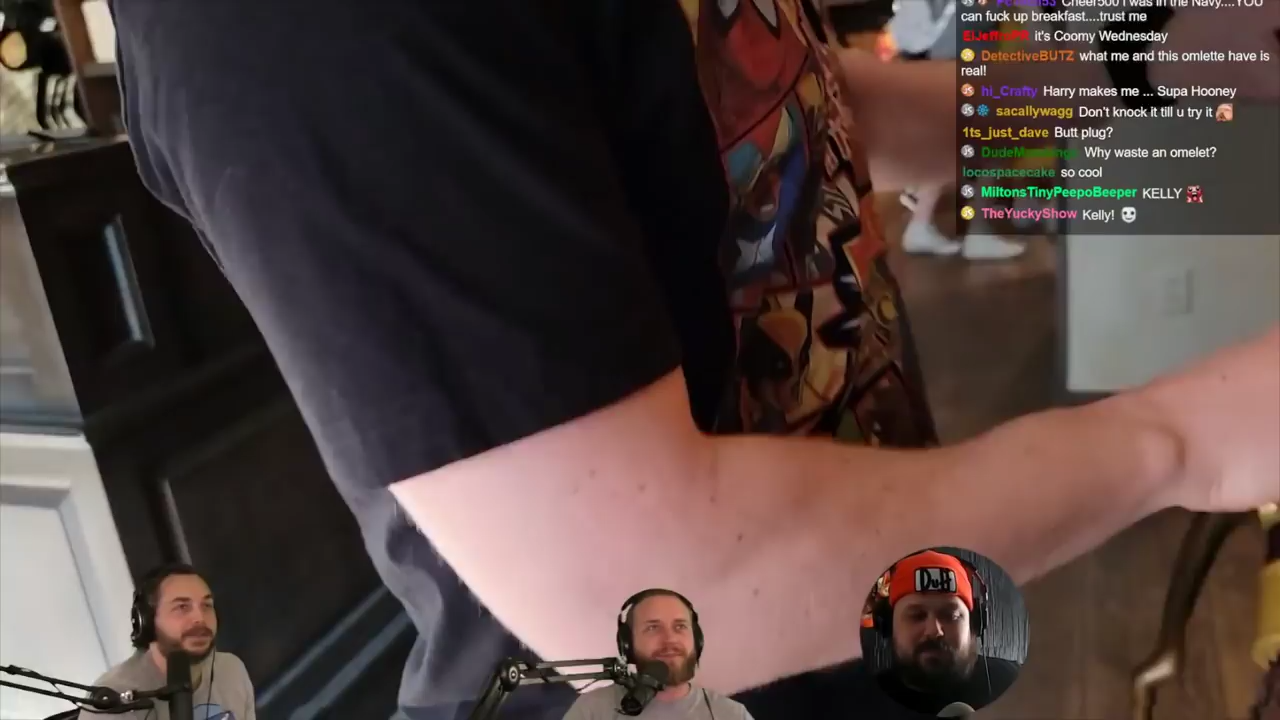 Cheer500 I was in the Navy....YOU
can fuck up breakfast....trust me
it's Coomy Wednesday
DetectiveBUTZ what me and this omlette have is
real!
hi_Crafty Harry makes me ... Supa Hooney
sacallywagg Don't knock it till u try it
1ts_just_dave Butt plug?
Why waste an omelet?
locospacecake so cool
MiltonsTinyPeepoBeeper KELLY
TheYuckyShow Kelly!
Duff